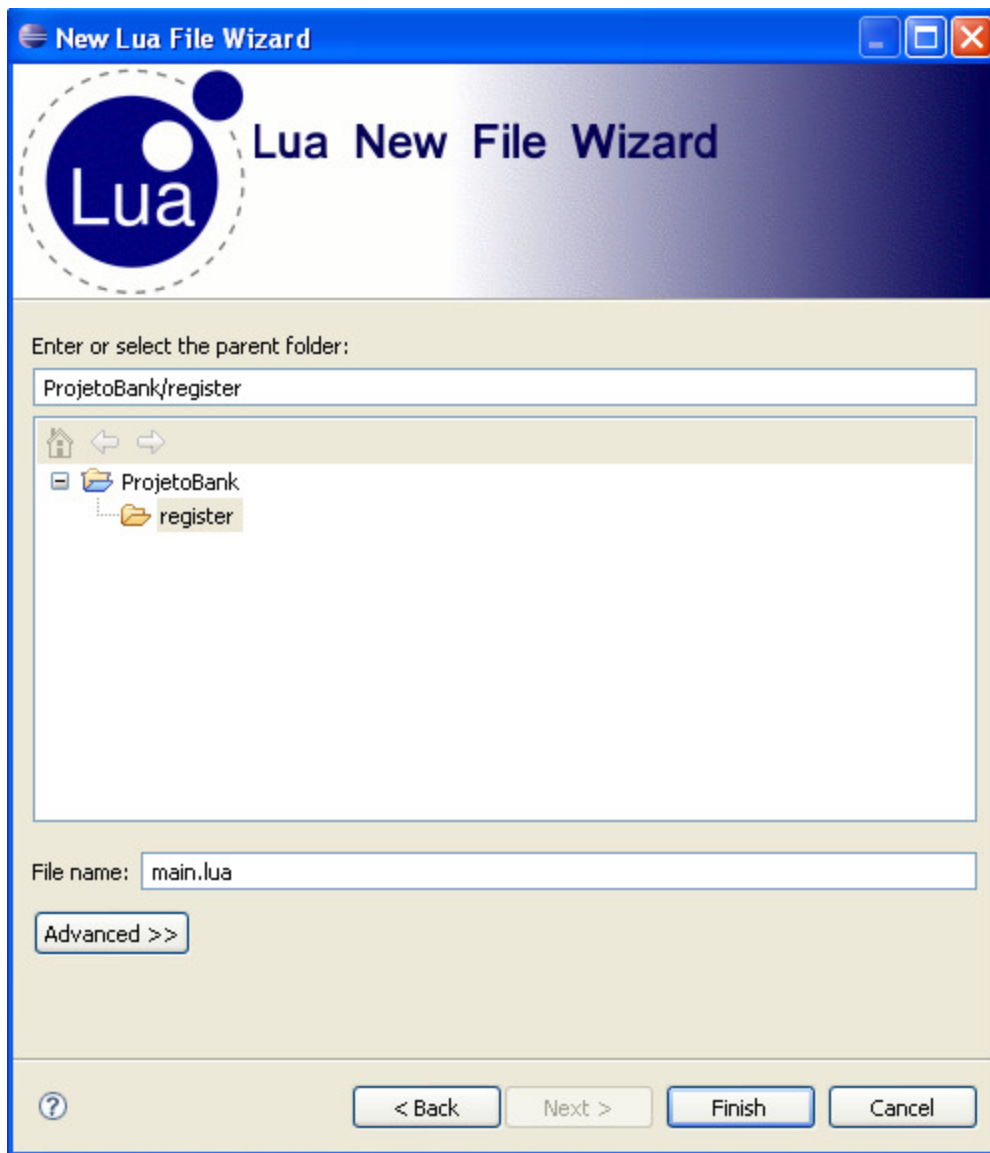 New Lua File Wizard
Lua New File Wizard
Lua
Enter or select the parent folder:
ProjetoBank/register
ProjetoBank
register
File name: main.lua
Advanced >>
? < Back Next > Finish Cancel